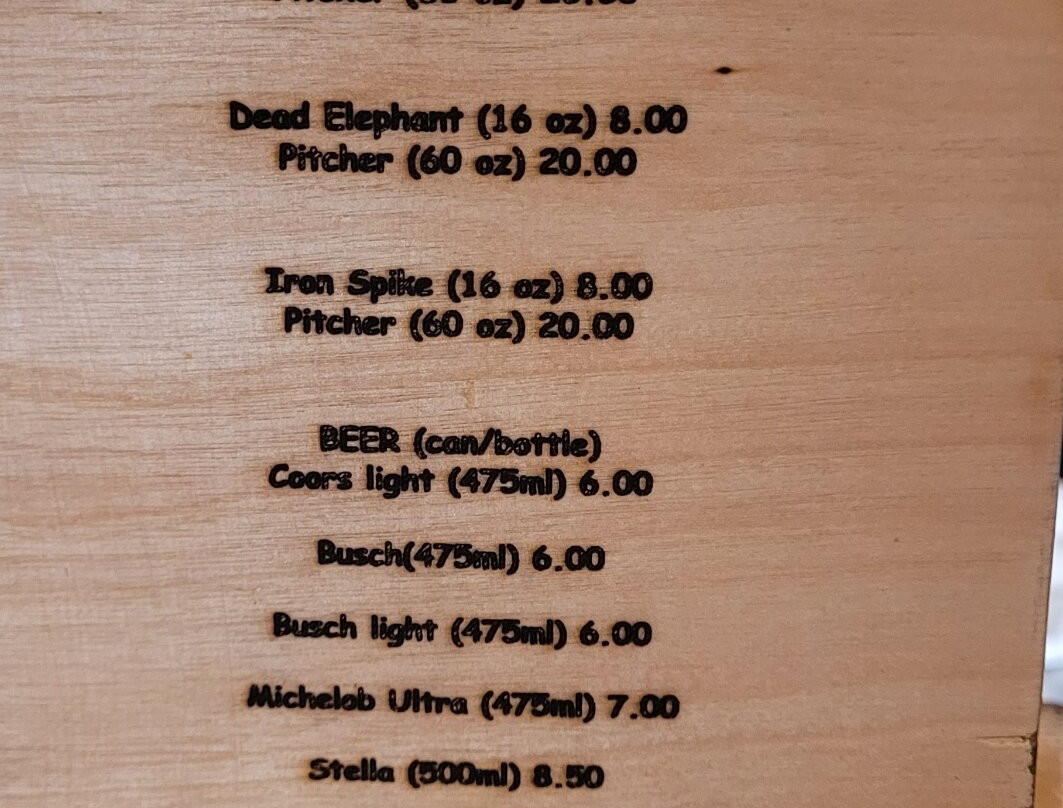 Dead Elephant (16 oz) 8.00
Pitcher (60 oz) 20.00
Iron Spike (16 oz) 8.00
Pitcher (60 oz) 20.00
BEER (can/bottle)
Coors light (475ml) 6.00
Busch(475ml) 6.00
Busch light (475ml) 6.00
Michelob Ultra (475ml) 7.00
Stella (500ml) 8.50